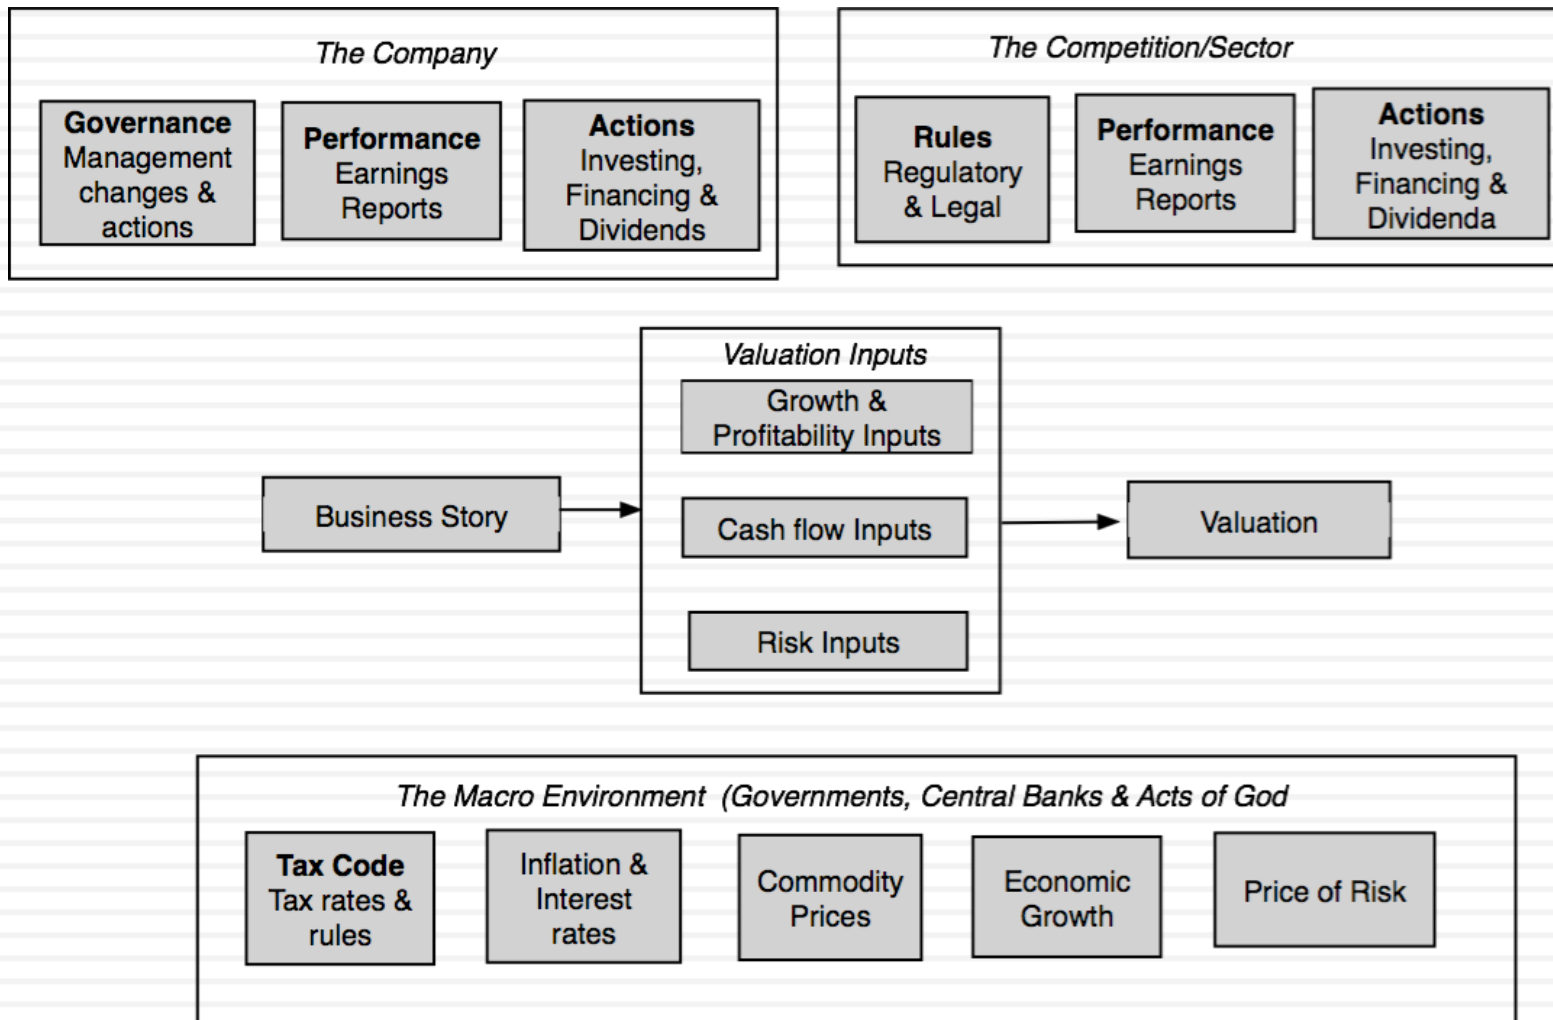 The Company
Governance
Management
changes &
actions
Performance
Earnings
Reports
Actions
Investing,
Financing &
Dividends
The Competition/Sector
Rules
Regulatory
& Legal
Performance
Earnings
Reports
Actions
Investing,
Financing &
Dividenda
Business Story
Valuation Inputs
Growth &
Profitability Inputs
Cash flow Inputs
Risk Inputs
Valuation
The Macro Environment  (Governments, Central Banks & Acts of God
Tax Code
Tax rates &
rules
Inflation &
Interest
rates
Commodity
Prices
Economic
Growth
Price of Risk